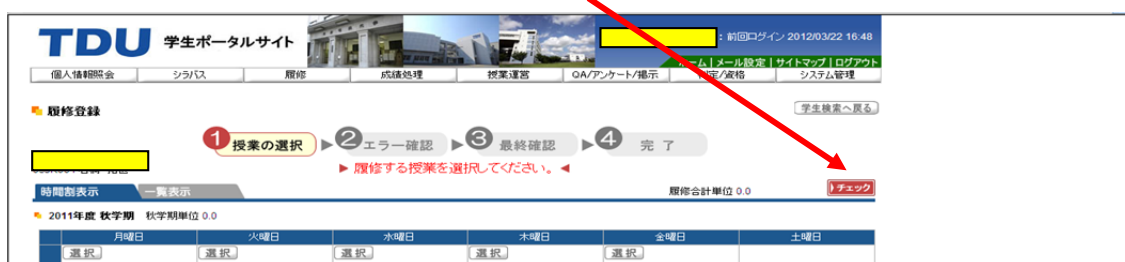 TDU 学生ポータルサイト
：前回ログイン 2012/03/22 16:48
ホーム | メール設定 | サイトマップ | ログアウト
個人情報照会 シラバス 履修 成績処理 授業運営 QA/アンケート/掲示 定/資格 システム管理
履修登録 学生検索へ戻る
1 授業の選択 ▶ 2 エラー確認 ▶ 3 最終確認 ▶ 4 完 了
▶ 履修する授業を選択してください。 ◀
時間割表示 一覧表示 履修合計単位 0.0 チェック
2011年度 秋学期 秋学期単位 0.0
月曜日 火曜日 水曜日 木曜日 金曜日 土曜日
選択 選択 選択 選択 選択